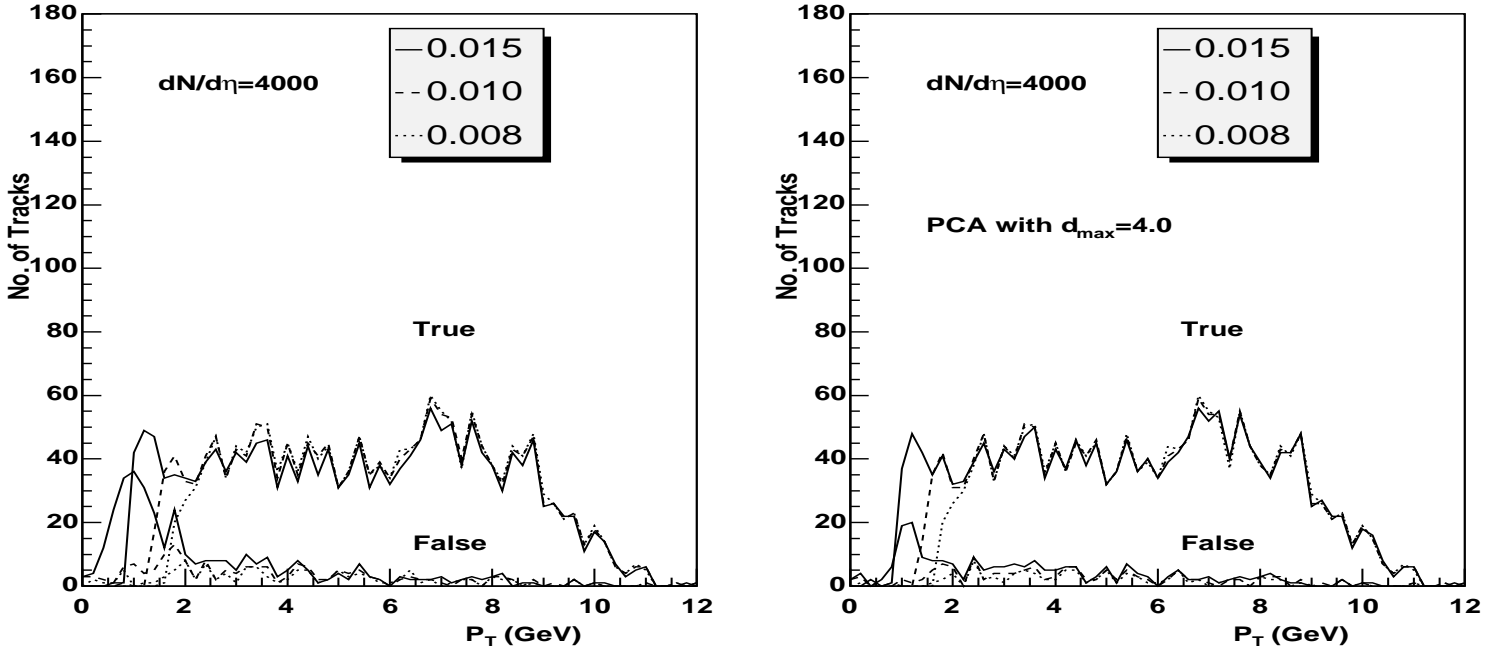 180
160
140
120
100
80
60
40
20
0
No. of Tracks
dN/dη=4000
0.015
0.010
0.008
True
False
0 2 4 6 8 10 12
P_T (GeV)
180
160
140
120
100
80
60
40
20
0
No. of Tracks
dN/dη=4000
0.015
0.010
0.008
PCA with d_max=4.0
True
False
0 2 4 6 8 10 12
P_T (GeV)